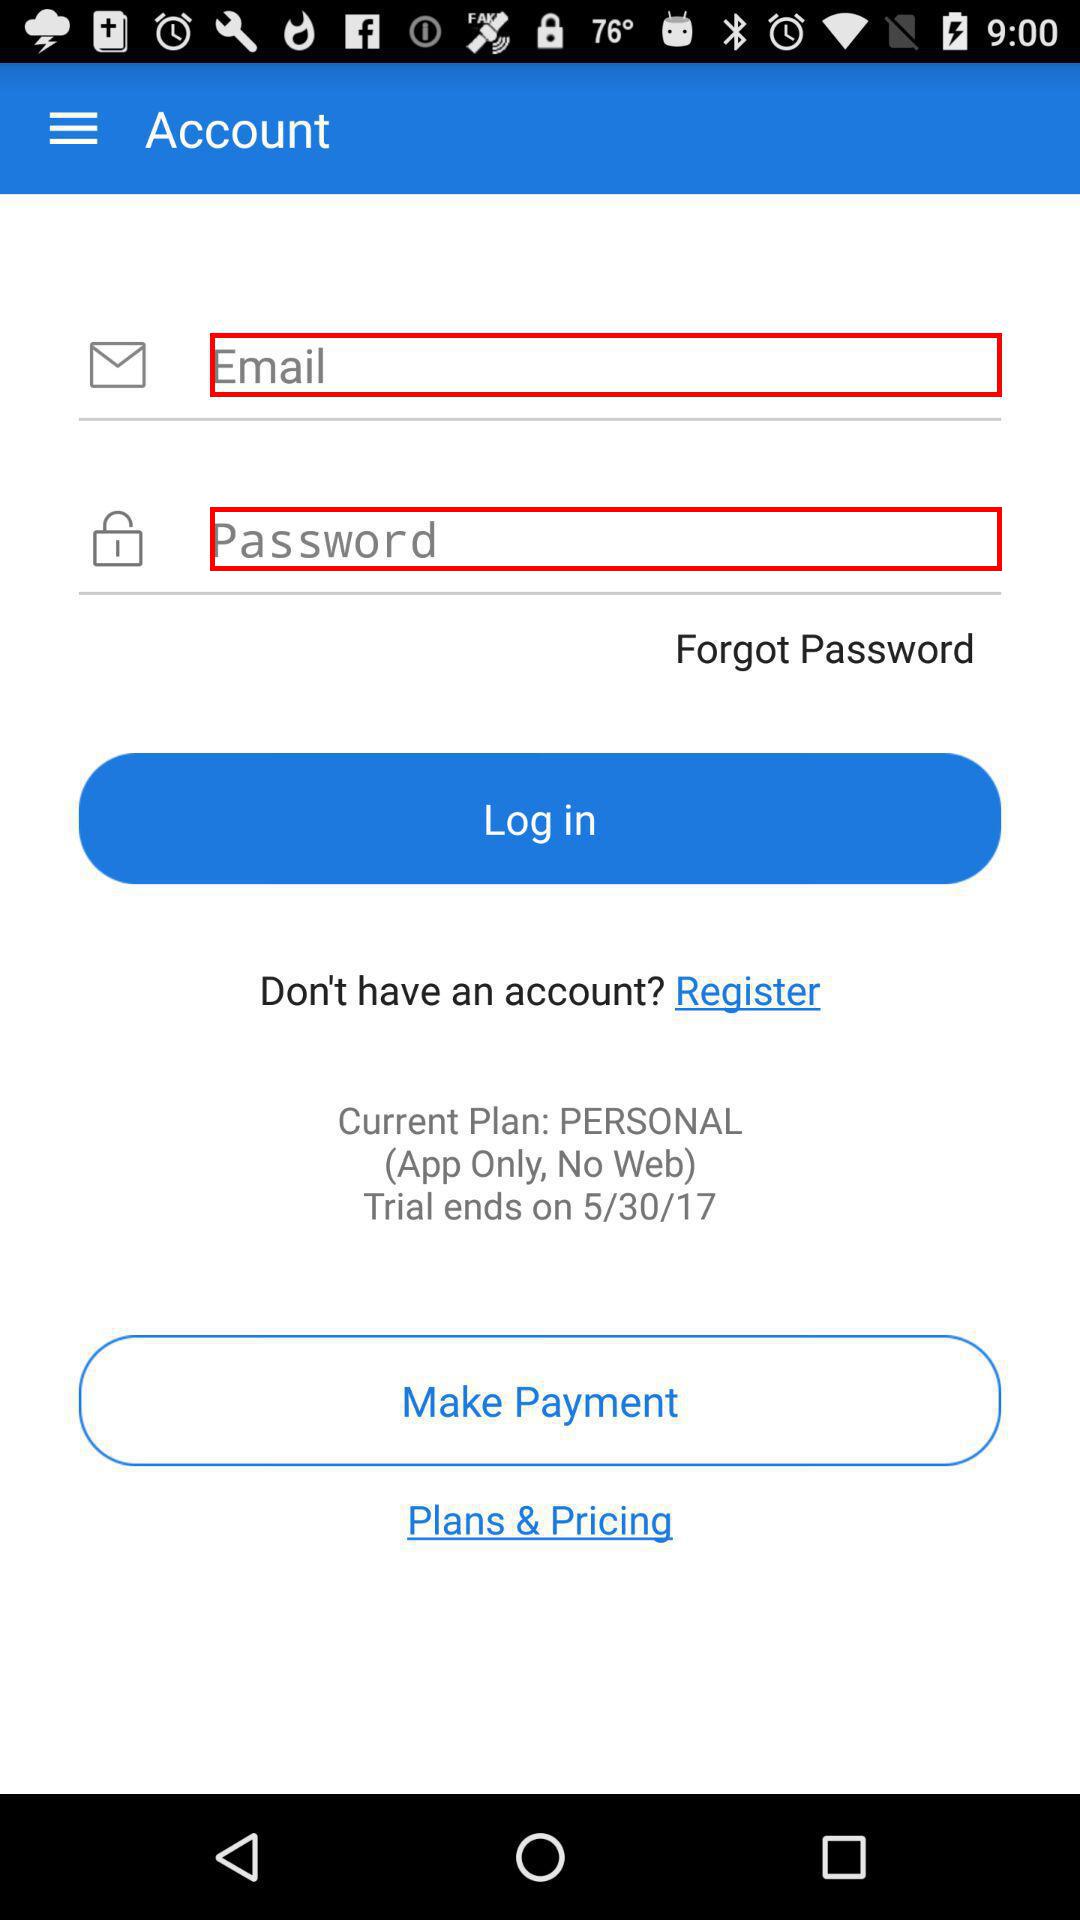 FAKE 76° 9:00
Account
Email
Password
Forgot Password
Log in
Don't have an account? Register
Current Plan: PERSONAL
(App Only, No Web)
Trial ends on 5/30/17
Make Payment
Plans & Pricing